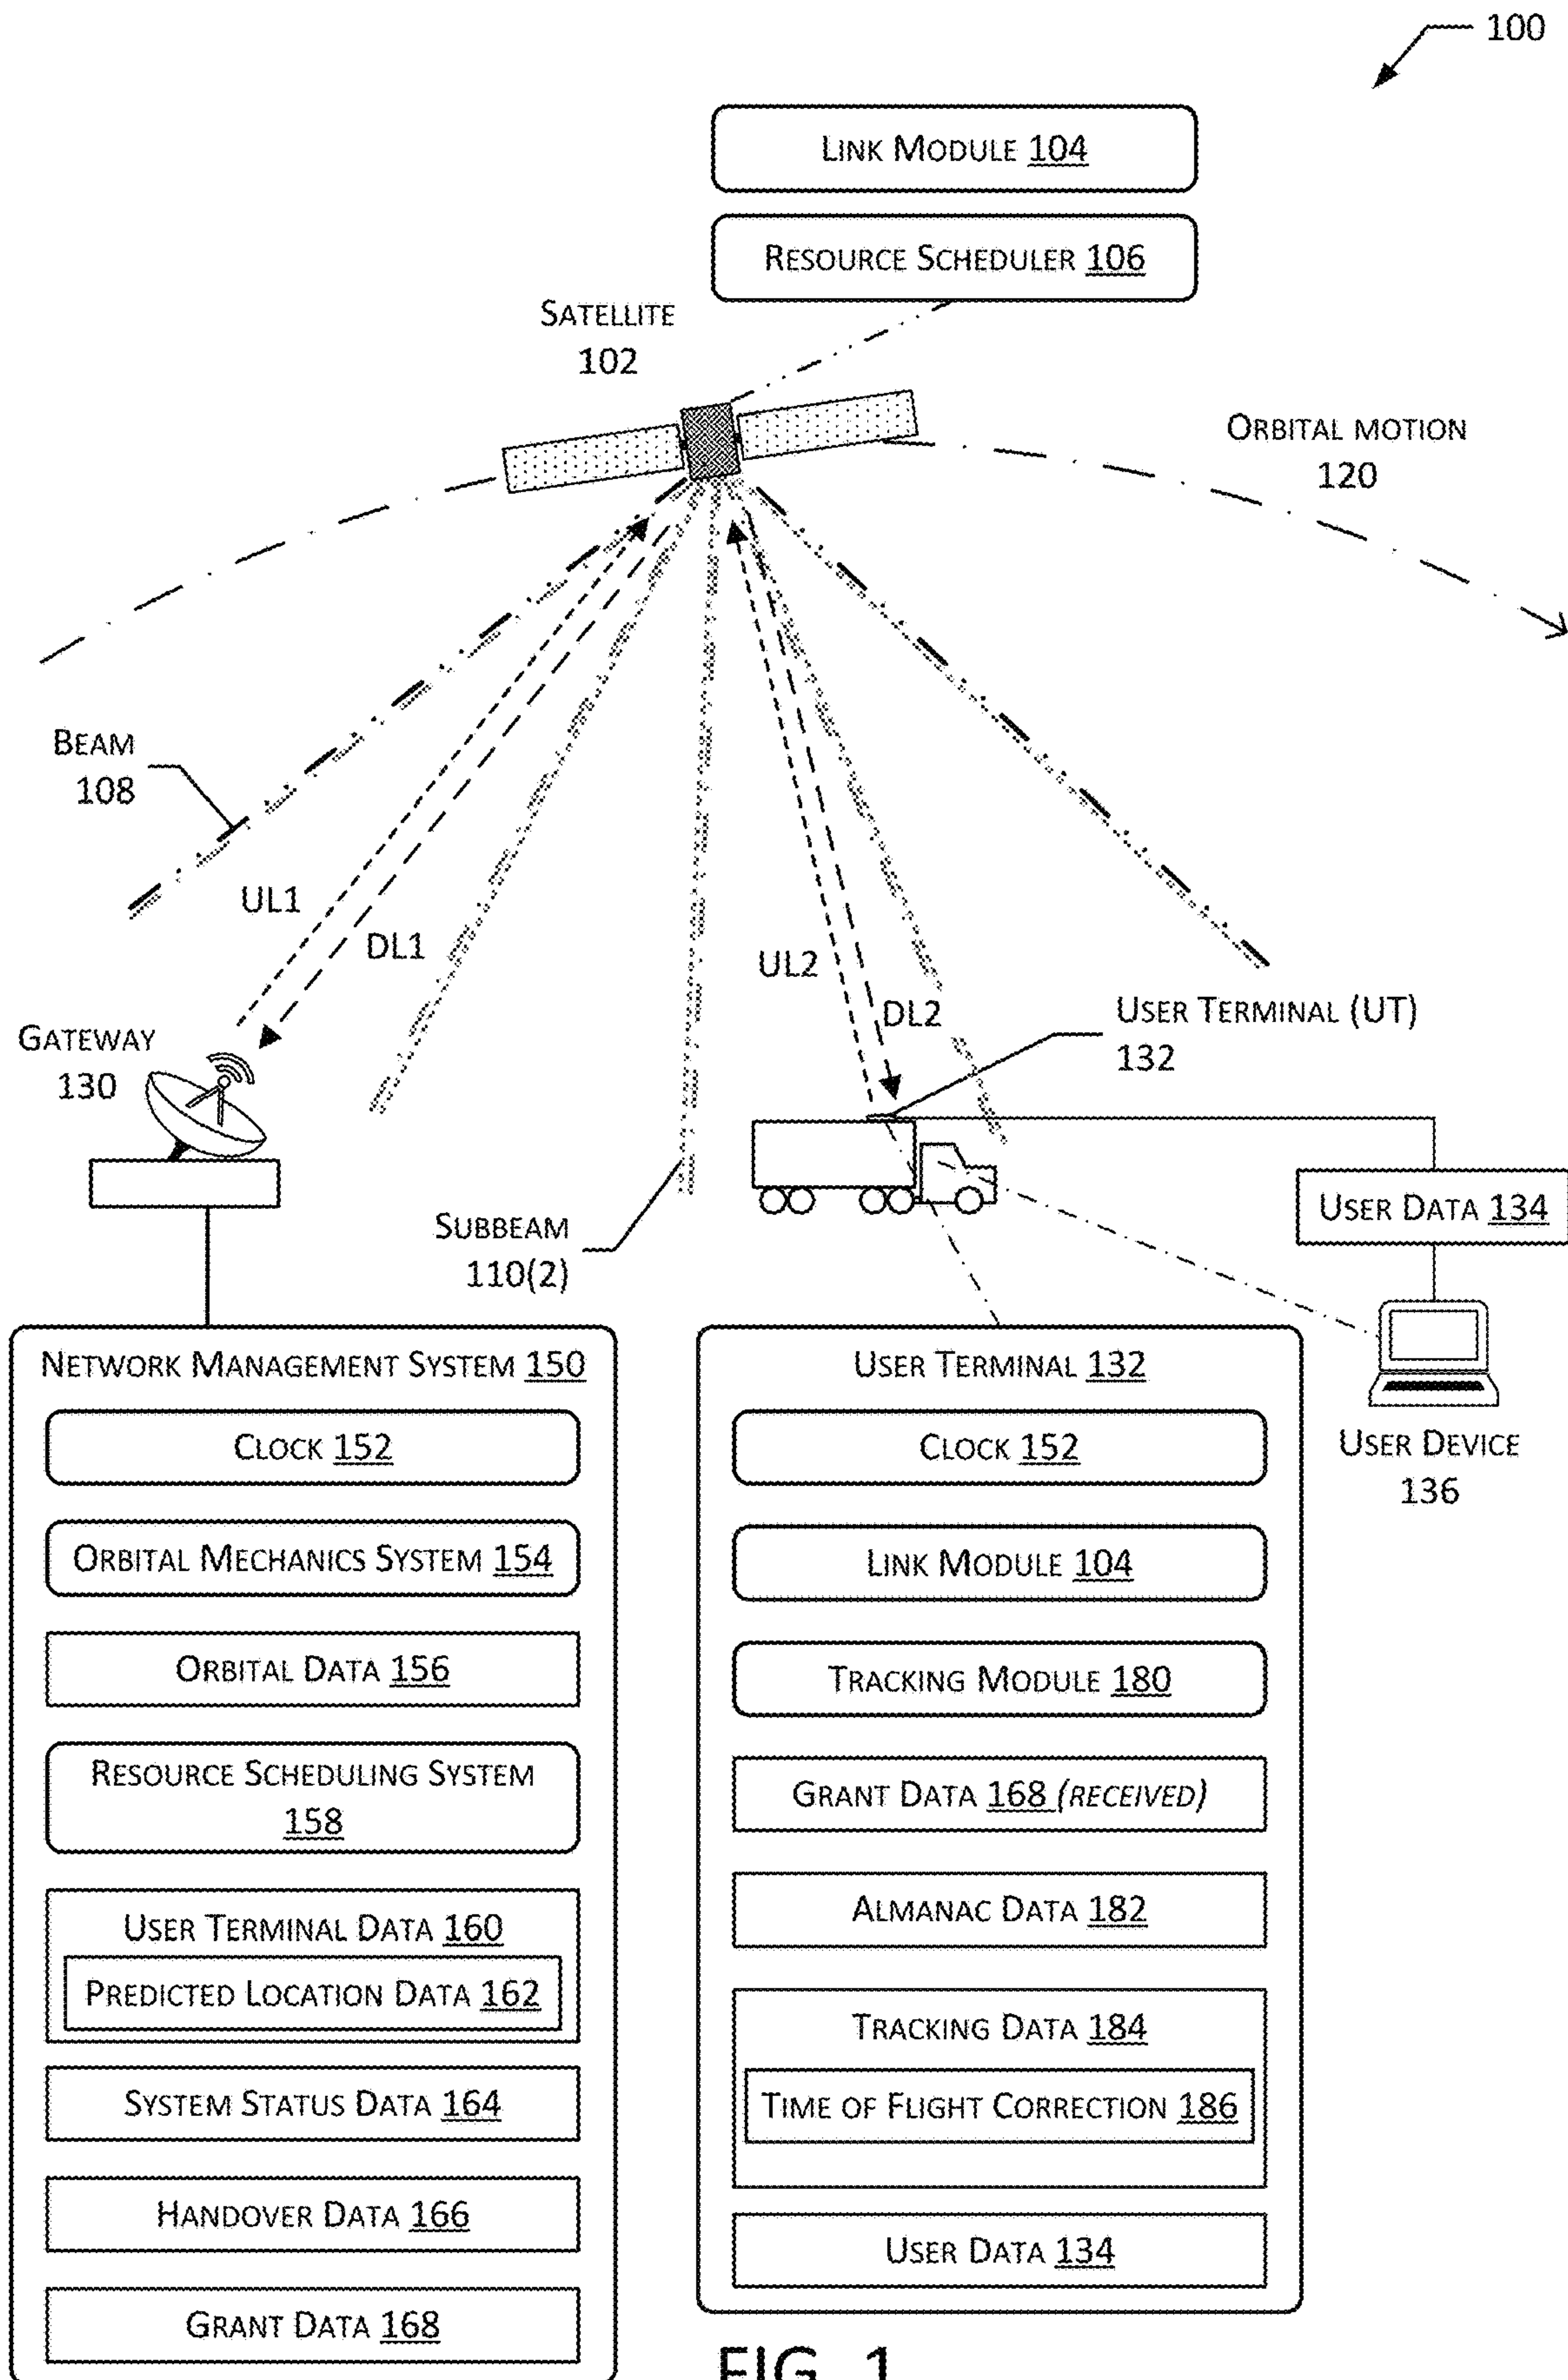 100
LINK MODULE 104
RESOURCE SCHEDULER 106
SATELLITE
102
ORBITAL MOTION
120
BEAM
108
UL1
DL1
UL2
DL2
USER TERMINAL (UT)
132
GATEWAY
130
USER DATA 134
SUBBEAM
110(2)
NETWORK MANAGEMENT SYSTEM 150
CLOCK 152
ORBITAL MECHANICS SYSTEM 154
ORBITAL DATA 156
RESOURCE SCHEDULING SYSTEM
158
USER TERMINAL DATA 160
PREDICTED LOCATION DATA 162
SYSTEM STATUS DATA 164
HANDOVER DATA 166
GRANT DATA 168
USER TERMINAL 132
CLOCK 152
LINK MODULE 104
TRACKING MODULE 180
GRANT DATA 168 (RECEIVED)
ALMANAC DATA 182
TRACKING DATA 184
TIME OF FLIGHT CORRECTION 186
USER DATA 134
USER DEVICE
136
FIG. 1